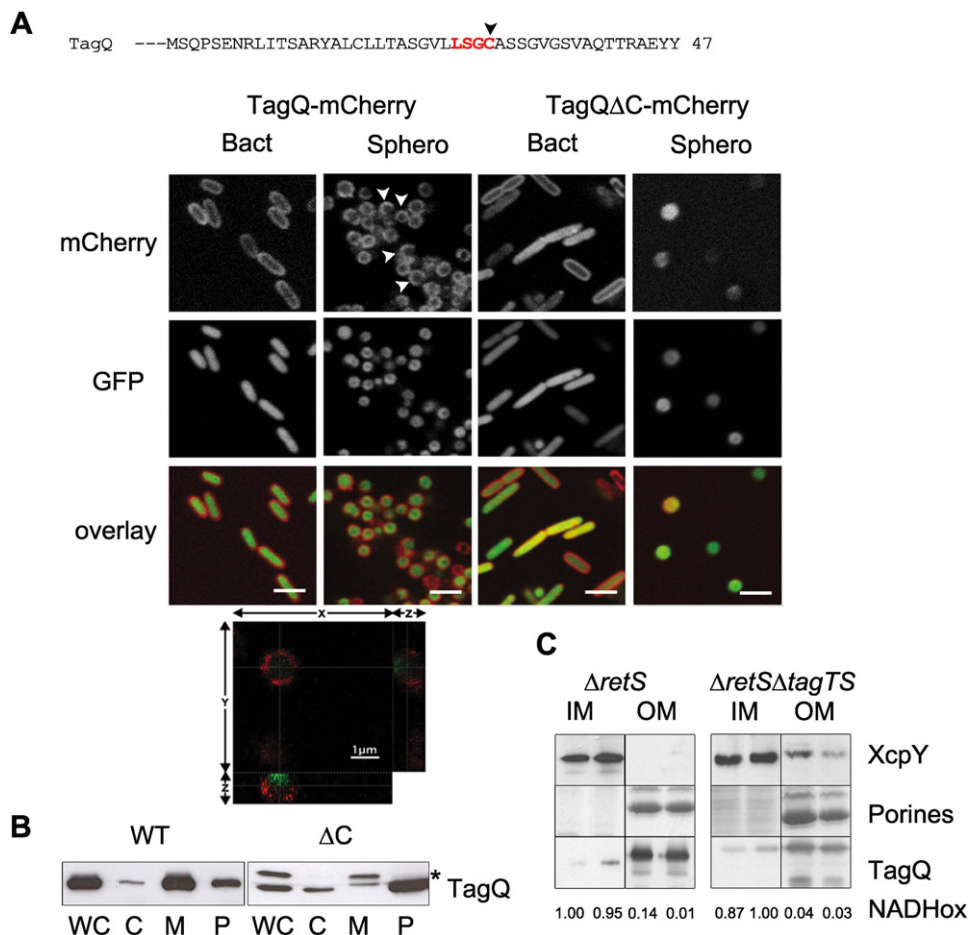 A
TagQ ---MSQPSENRLITSARYALCLLTASGVLLSGCASSGVGSVAQTTRAEYY 47
TagQ-mCherry TagQΔC-mCherry
Bact Sphero Bact Sphero
mCherry
GFP
overlay
X Z
Y
1µm
Z
B
WT ΔC
* TagQ
WC C M P WC C M P
C
ΔretS ΔretSΔtagTS
IM OM IM OM
XcpY
Porines
TagQ
1.00 0.95 0.14 0.01 0.87 1.00 0.04 0.03 NADHox